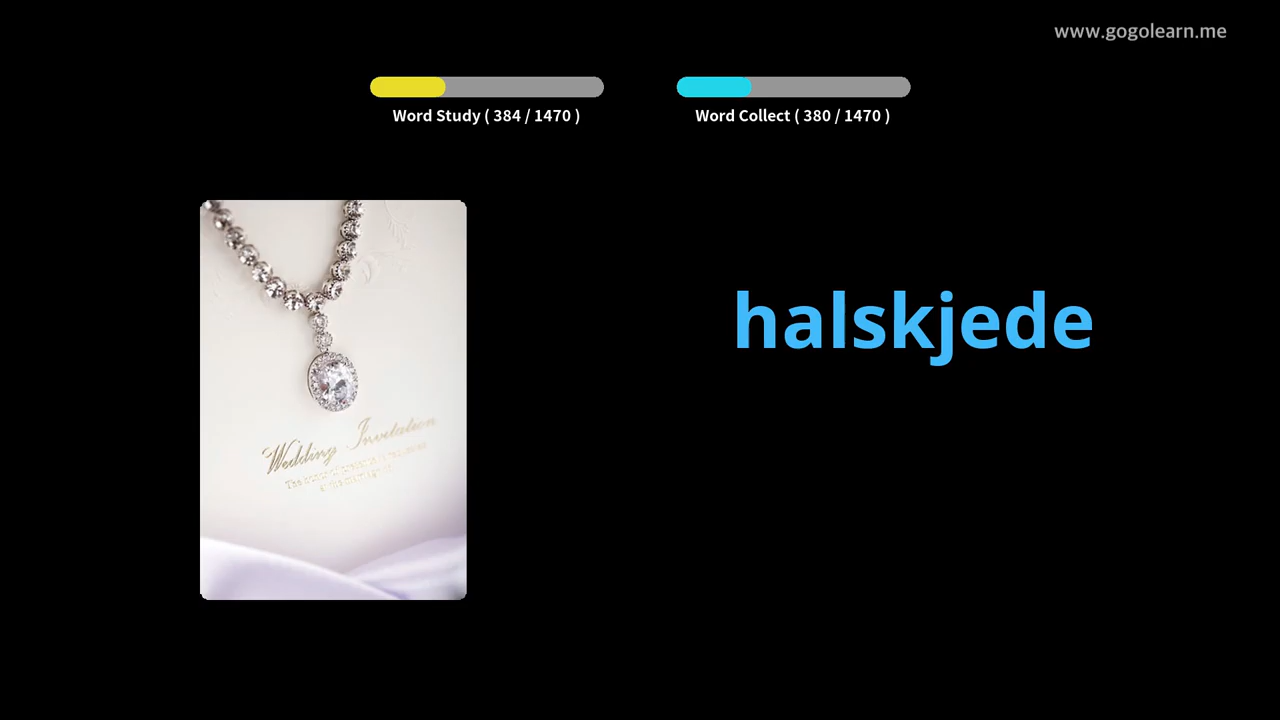 www.gogolearn.me
Word Study ( 384 / 1470 )
Word Collect ( 380 / 1470 )
halskjede
Wedding Invitation